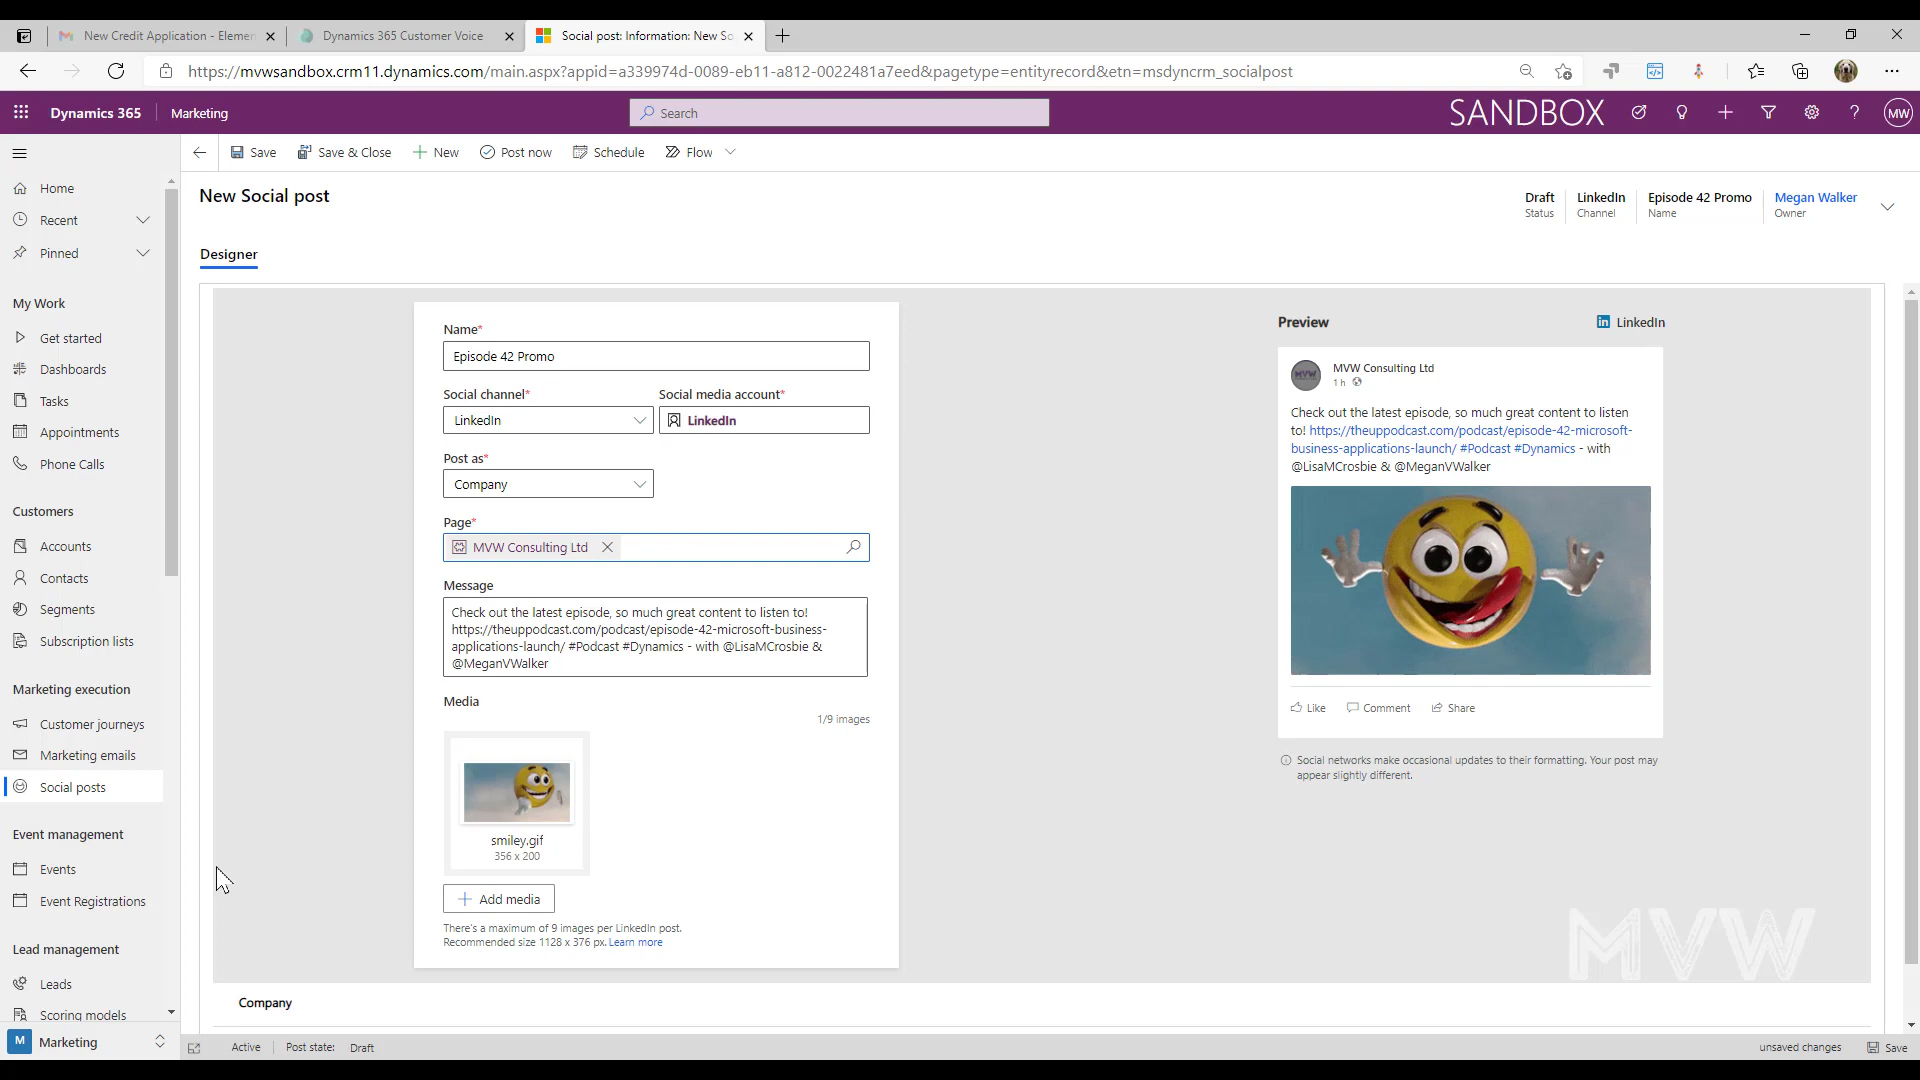 New Credit Application - Elemen
Dynamics 365 Customer Voice
Social post: Information: New So
https://mvwsandbox.crm11.dynamics.com/main.aspx?appid=a339974d-0089-eb11-a812-0022481a7eed&pagetype=entityrecord&etn=msdyncrm_socialpost
Dynamics 365
Marketing
Search
SANDBOX
MW
Save
Save & Close
New
Post now
Schedule
Flow
Home
Recent
Pinned
My Work
Get started
Dashboards
Tasks
Appointments
Phone Calls
Customers
Accounts
Contacts
Segments
Subscription lists
Marketing execution
Customer journeys
Marketing emails
Social posts
Event management
Events
Event Registrations
Lead management
Leads
Scoring models
M Marketing
New Social post
Draft
Status
LinkedIn
Channel
Episode 42 Promo
Name
Megan Walker
Owner
Designer
Name*
Episode 42 Promo
Social channel*
LinkedIn
Social media account*
LinkedIn
Post as*
Company
Page*
MVW Consulting Ltd
Message
Check out the latest episode, so much great content to listen to!
https://theuppodcast.com/podcast/episode-42-microsoft-business-
applications-launch/ #Podcast #Dynamics - with @LisaMCrosbie &
@MeganVWalker
Media
1/9 images
smiley.gif
356 x 200
Add media
There's a maximum of 9 images per LinkedIn post.
Recommended size 1128 x 376 px. Learn more
Preview
LinkedIn
MVW
MVW Consulting Ltd
1 h
Check out the latest episode, so much great content to listen
to! https://theuppodcast.com/podcast/episode-42-microsoft-
business-applications-launch/ #Podcast #Dynamics - with
@LisaMCrosbie & @MeganVWalker
Like
Comment
Share
Social networks make occasional updates to their formatting. Your post may
appear slightly different.
MVW
Company
Active
Post state:
Draft
unsaved changes
Save